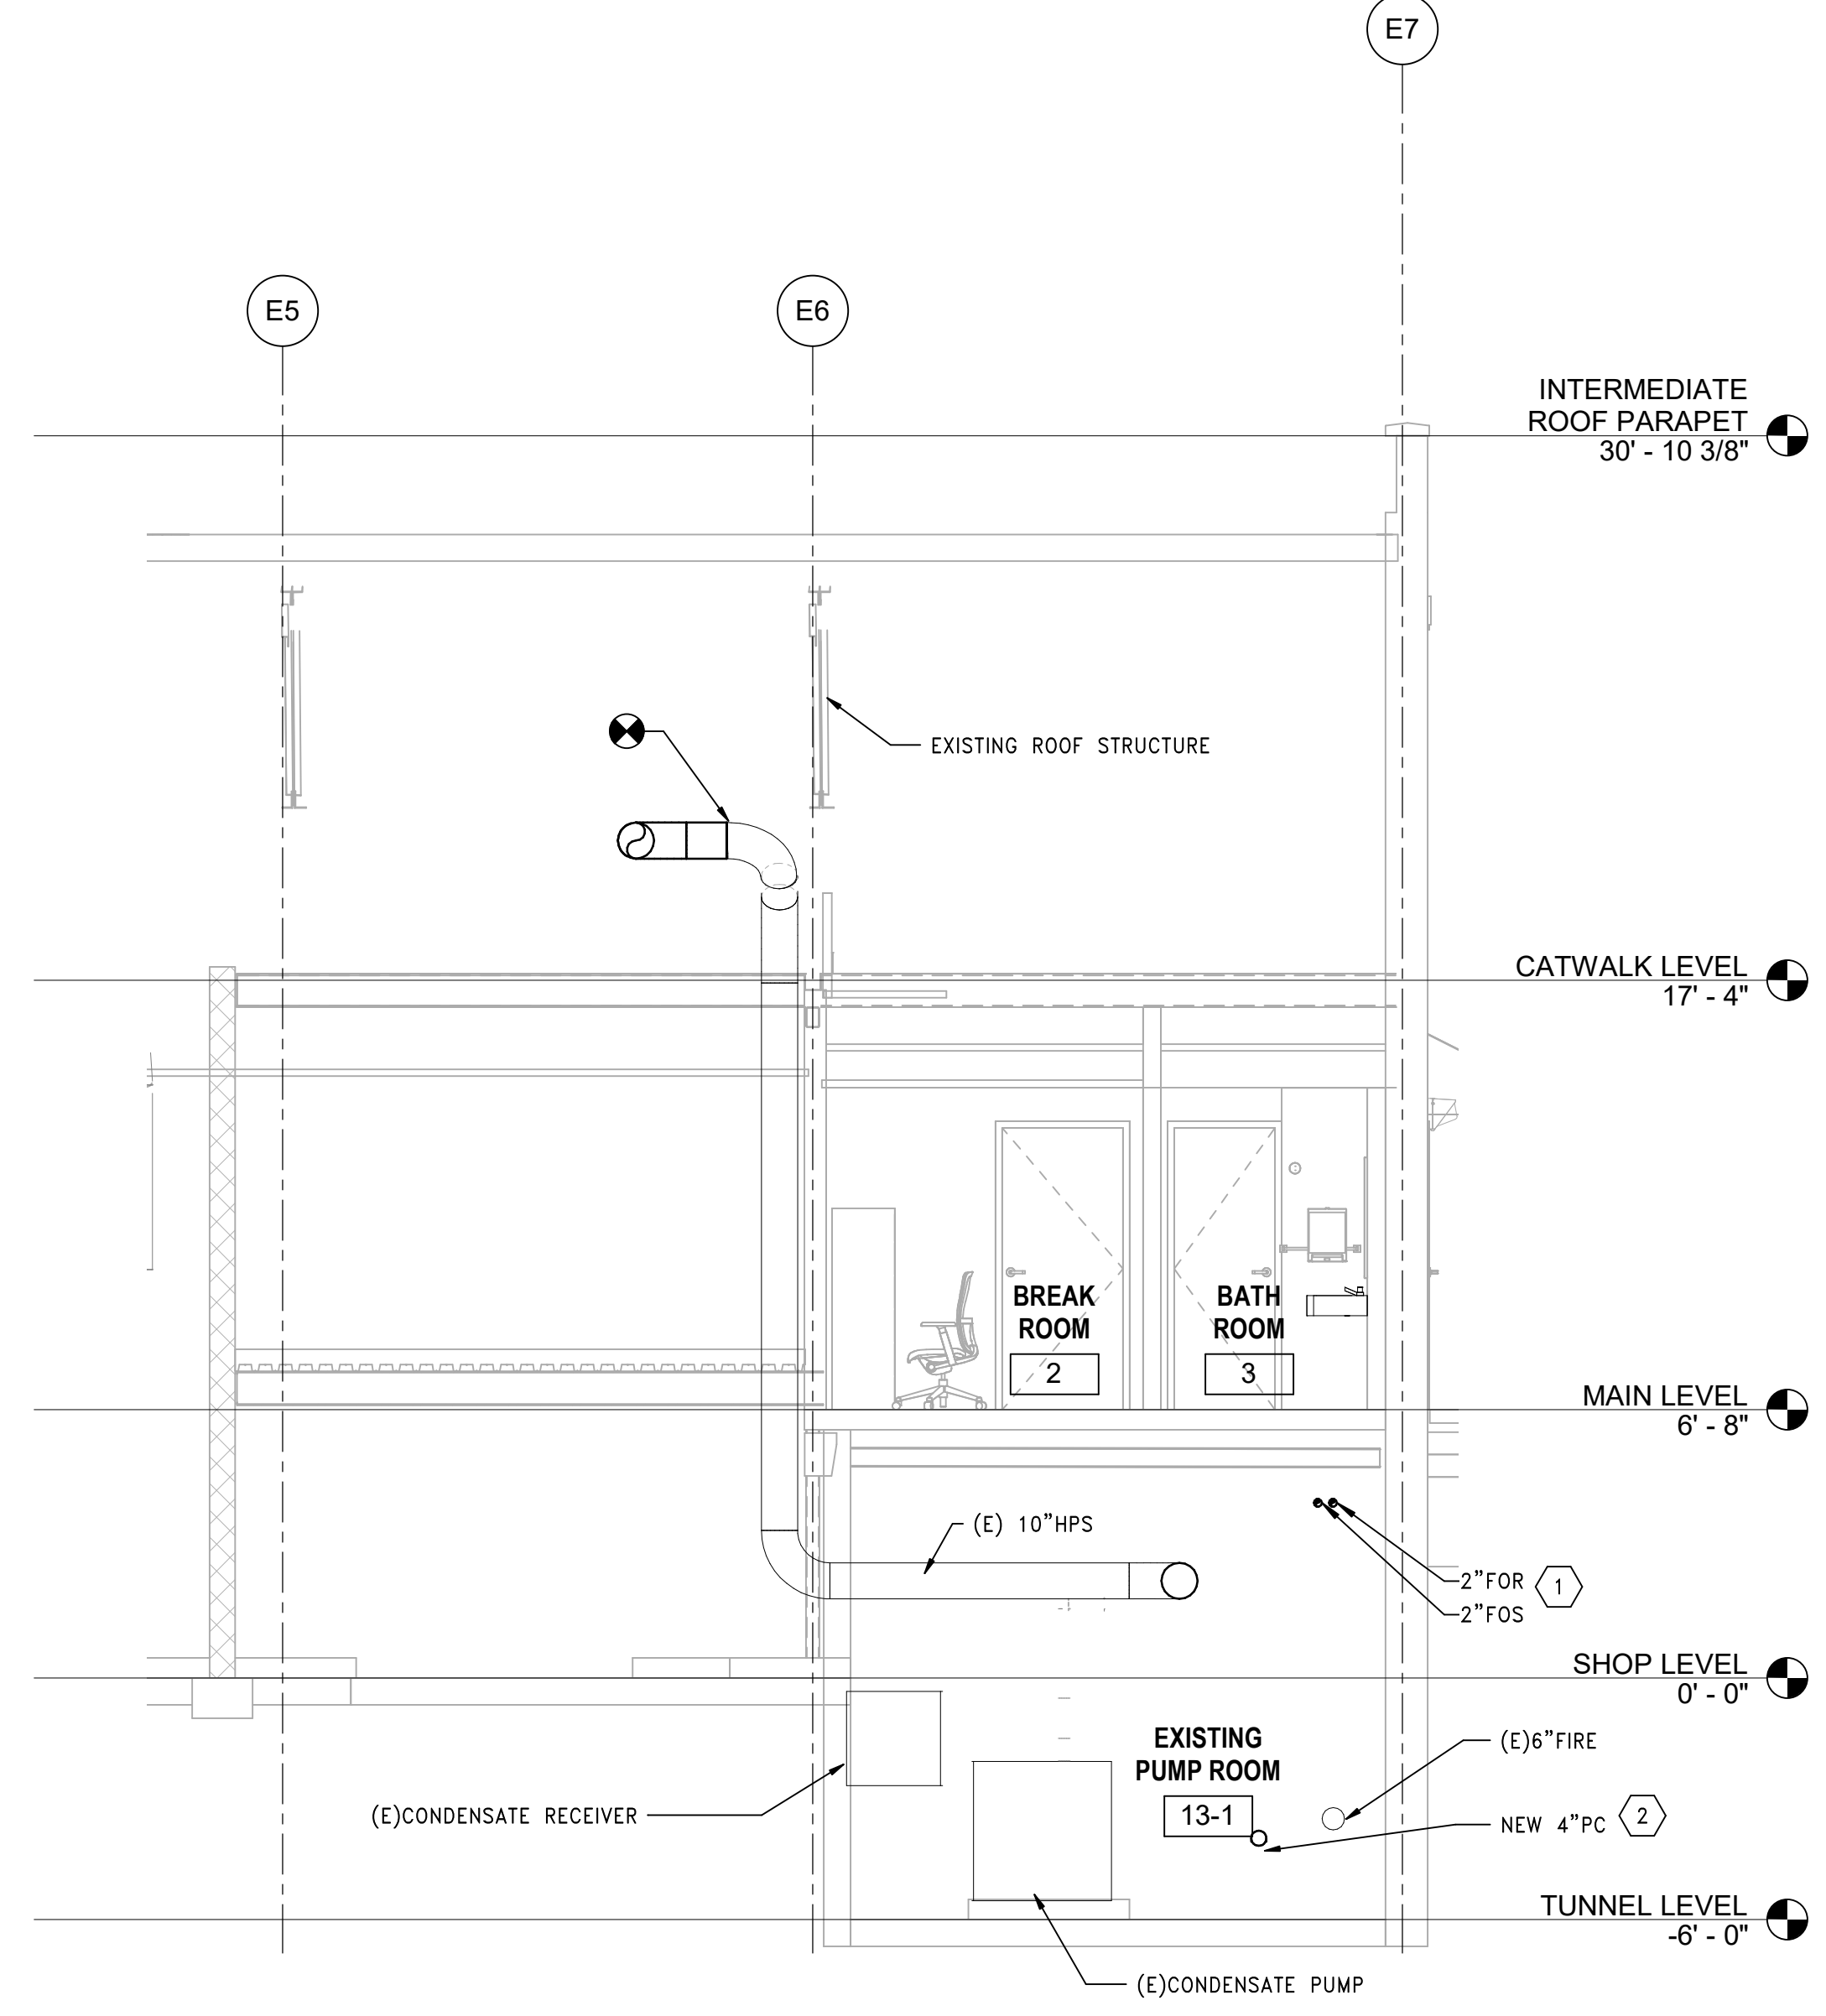 E7
E5
E6
INTERMEDIATE
ROOF PARAPET
30' - 10 3/8"
EXISTING ROOF STRUCTURE
CATWALK LEVEL
17' - 4"
BREAK
ROOM
2
BATH
ROOM
3
MAIN LEVEL
6' - 8"
(E) 10"HPS
2"FOR
1
2"FOS
SHOP LEVEL
0' - 0"
EXISTING
PUMP ROOM
13-1
(E)6"FIRE
(E)CONDENSATE RECEIVER
NEW 4"PC
2
TUNNEL LEVEL
-6' - 0"
(E)CONDENSATE PUMP